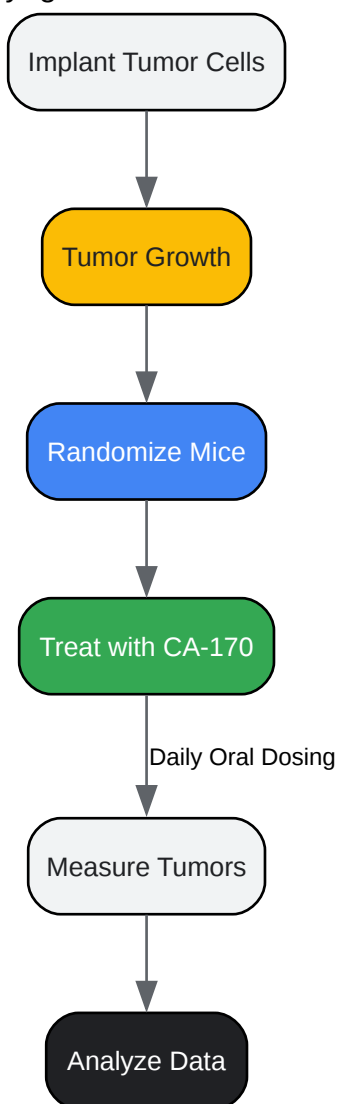 Implant Tumor Cells
Tumor Growth
Randomize Mice
Treat with CA-170
Daily Oral Dosing
Measure Tumors
Analyze Data